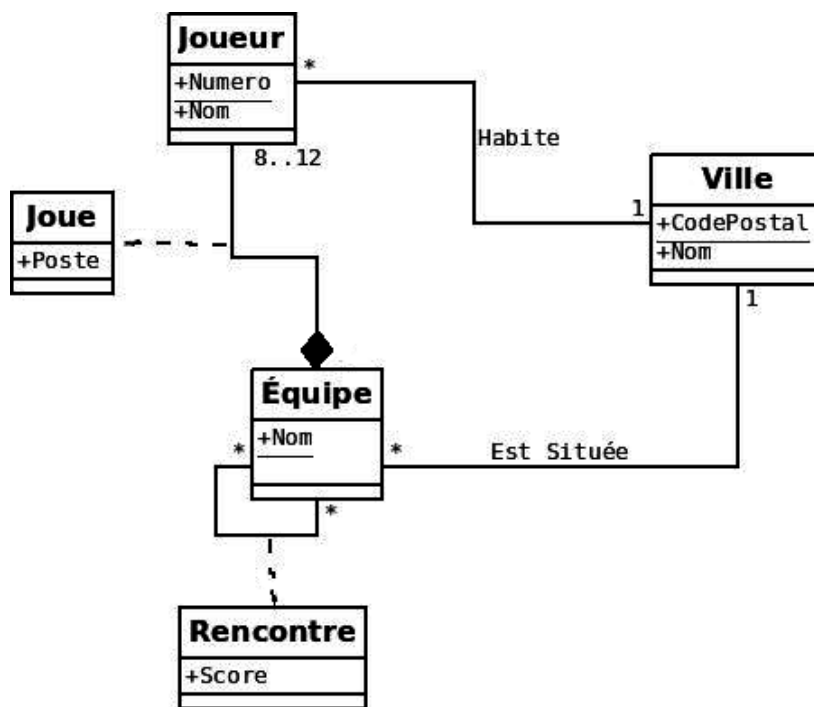 Joueur
+Numero
+Nom
*
8..12
Habite
Ville
1
+CodePostal
+Nom
1
Joue
+Poste
Équipe
+Nom
*
*
Est Située
*
Rencontre
+Score